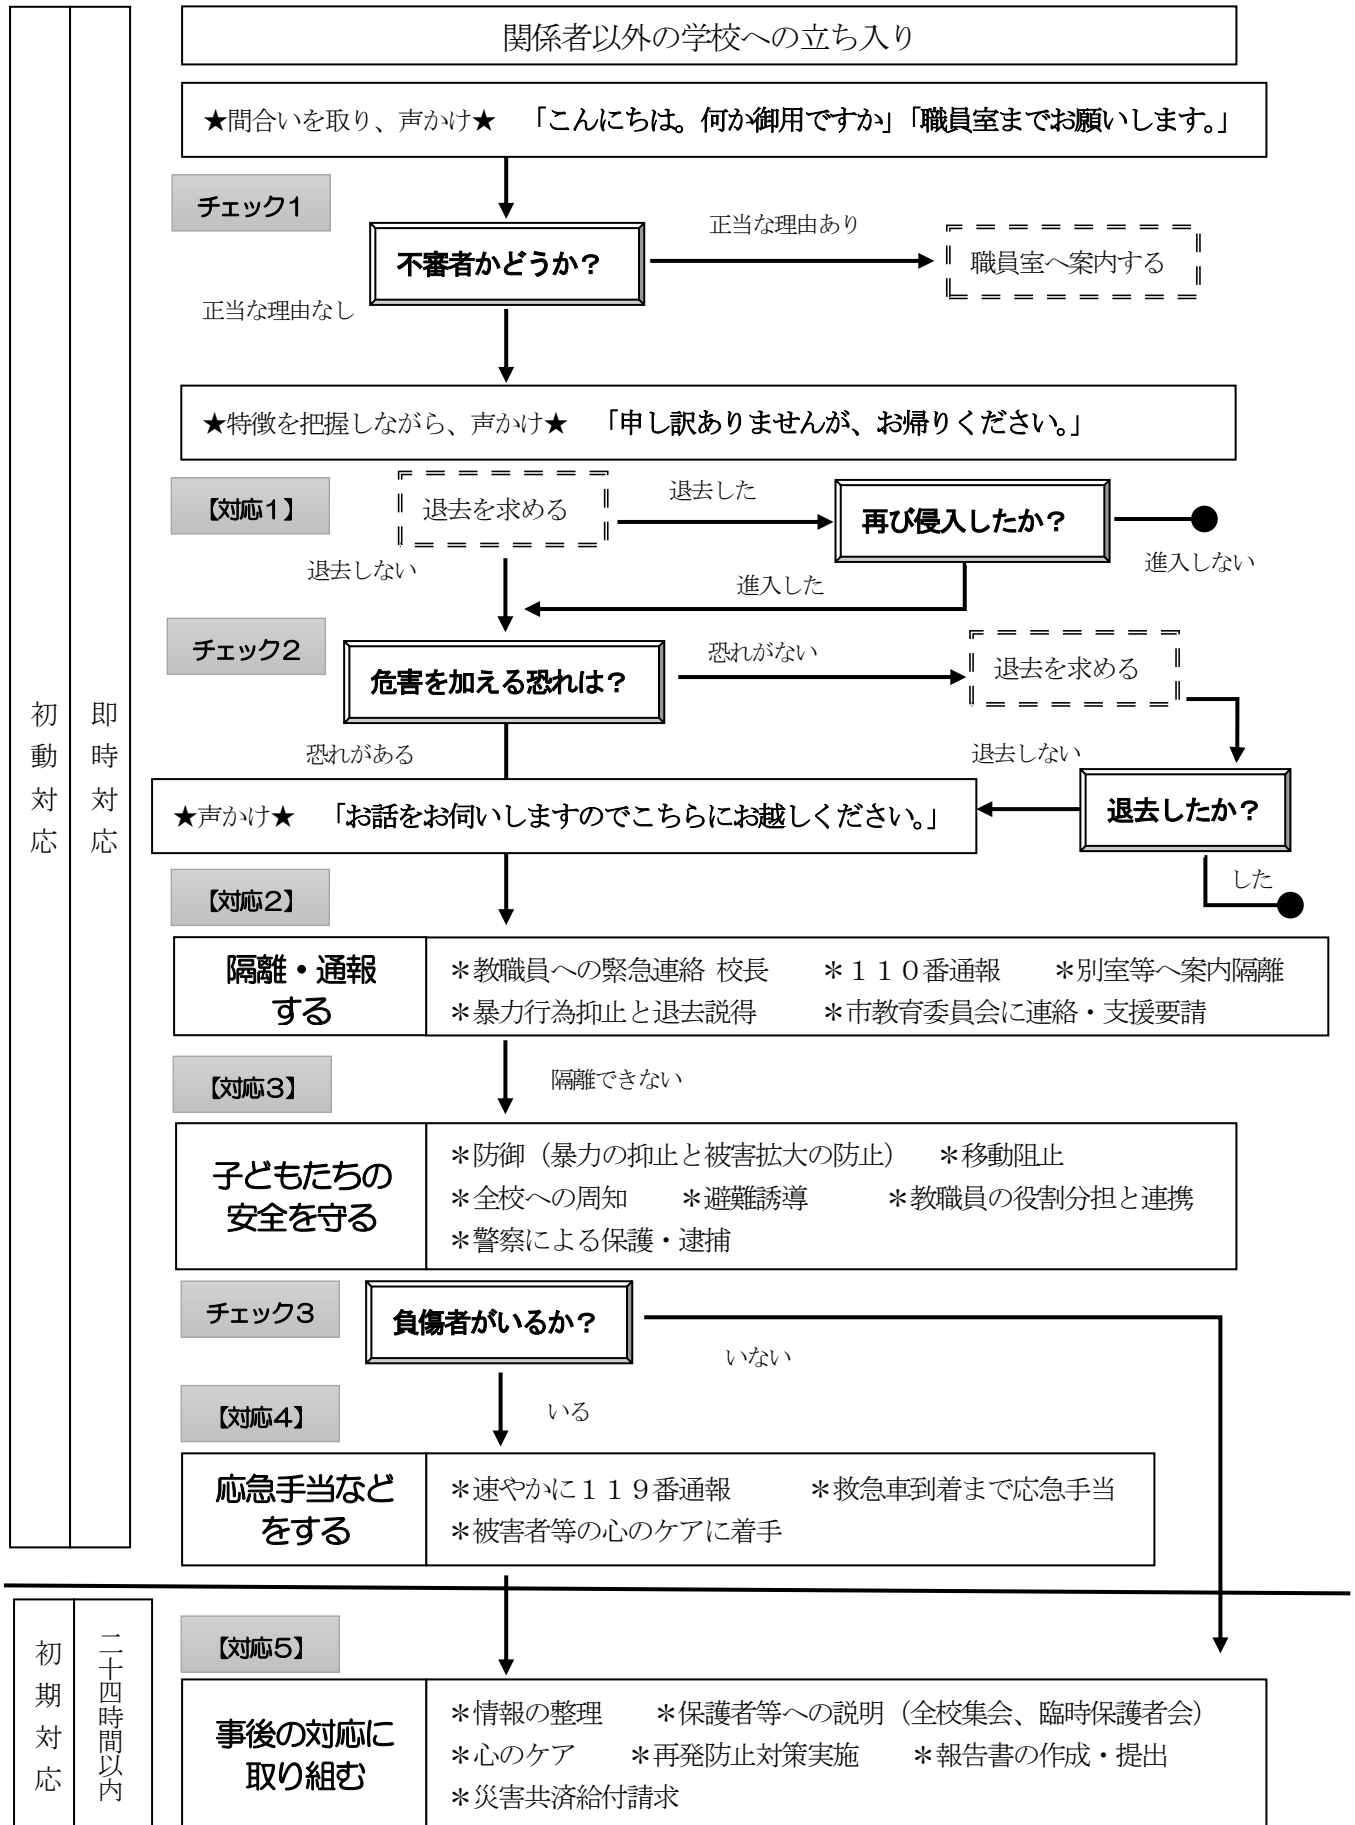 関係者以外の学校への立ち入り
★間合いを取り、声かけ★　「こんにちは。何か御用ですか」「職員室までお願いします。」
チェック1
不審者かどうか？
正当な理由あり
職員室へ案内する
正当な理由なし
★特徴を把握しながら、声かけ★　「申し訳ありませんが、お帰りください。」
【対応1】
退去を求める
退去した
再び侵入したか？
進入しない
退去しない
進入した
チェック2
危害を加える恐れは？
恐れがない
退去を求める
恐れがある
退去しない
退去したか？
★声かけ★　「お話をお伺いしますのでこちらにお越しください。」
した
【対応2】
隔離・通報
する
＊教職員への緊急連絡 校長　＊１１０番通報　＊別室等へ案内隔離
＊暴力行為抑止と退去説得　＊市教育委員会に連絡・支援要請
【対応3】
隔離できない
子どもたちの
安全を守る
＊防御（暴力の抑止と被害拡大の防止）　＊移動阻止
＊全校への周知　＊避難誘導　＊教職員の役割分担と連携
＊警察による保護・逮捕
チェック3
負傷者がいるか？
いない
【対応4】
いる
応急手当など
をする
＊速やかに１１９番通報　＊救急車到着まで応急手当
＊被害者等の心のケアに着手
初動対応
即時対応
【対応5】
事後の対応に
取り組む
＊情報の整理　＊保護者等への説明（全校集会、臨時保護者会）
＊心のケア　＊再発防止対策実施　＊報告書の作成・提出
＊災害共済給付請求
初期対応
二十四時間以内